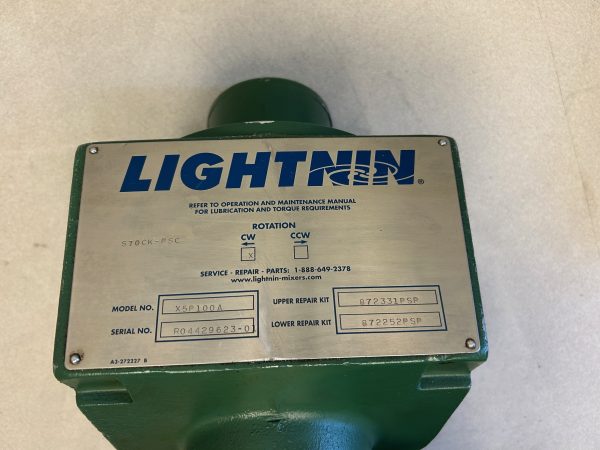 LIGHTNIN®
REFER TO OPERATION AND MAINTENANCE MANUAL
FOR LUBRICATION AND TORQUE REQUIREMENTS
ROTATION
STOCK-PSC
CW CCW
X
SERVICE - REPAIR - PARTS: 1-888-649-2378
www.lightnin-mixers.com
MODEL NO. X5P100A UPPER REPAIR KIT 872331PSP
SERIAL NO. R04429623-01 LOWER REPAIR KIT 872252PSP
A3-272227 B